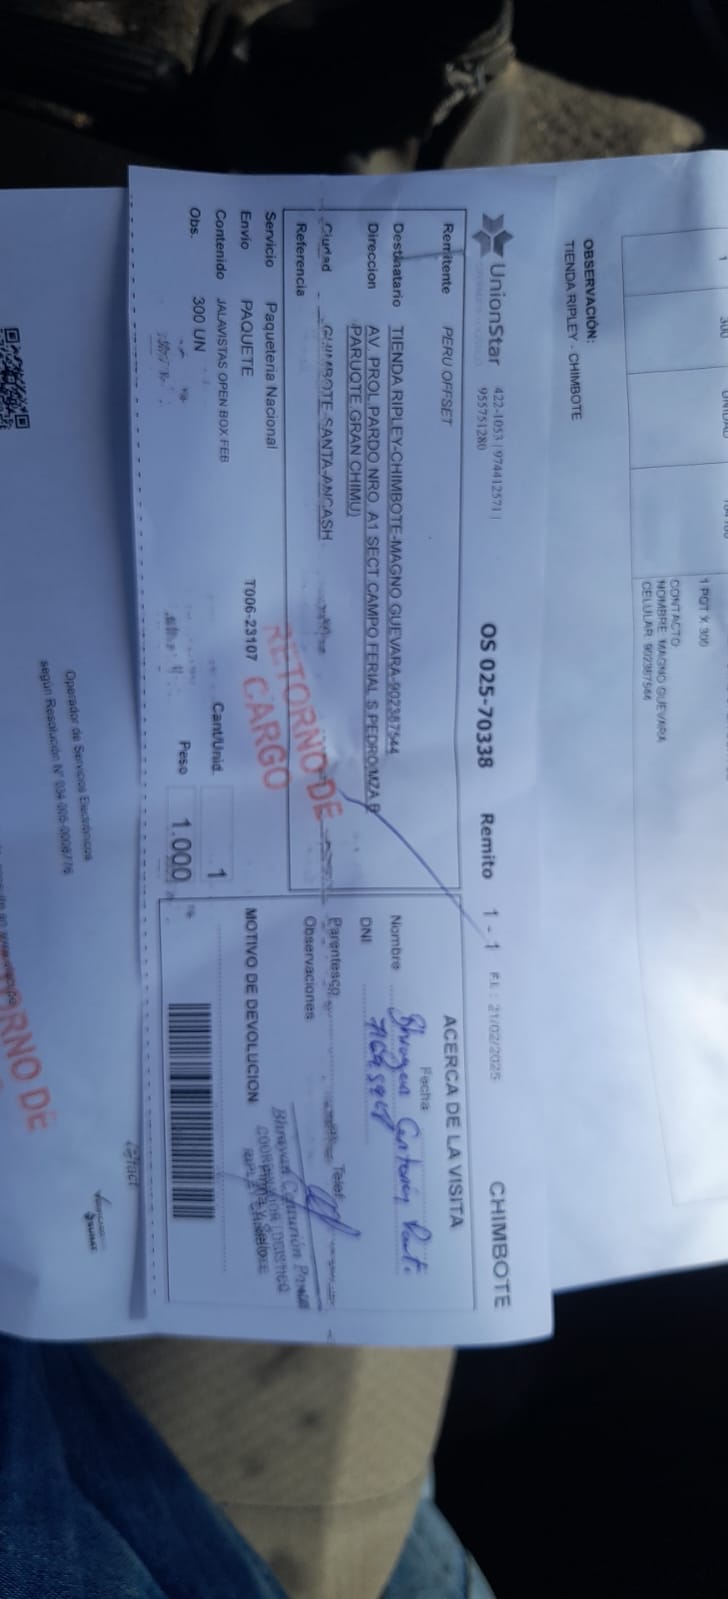 1 300 UNIDAD
1 PQT X 300
CONTACTO
NOMBRE: MAGNO GUEVARA
CELULAR: 902387544
OBSERVACIÓN:
TIENDA RIPLEY - CHIMBOTE
UnionStar 422-1053 | 974412571 |
955751280
OS 025-70338 Remito 1 - 1 F.E.: 21/02/2025 CHIMBOTE
Remitente PERU OFFSET
Destinatario TIENDA RIPLEY-CHIMBOTE-MAGNO GUEVARA-902387544
Direccion AV. PROL PARDO NRO. A1 SECT CAMPO FERIAL S PEDRO(MZA B
PARUQTE GRAN CHIMU)
Ciudad CHIMBOTE-SANTA-ANCASH
Referencia
Servicio Paqueteria Nacional
Envio PAQUETE T006-23107
Contenido JALAVISTAS OPEN BOX FEB Cant/Unid. 1
Obs. 300 UN Peso 1.000
RETORNO DE
CARGO
ACERCA DE LA VISITA
Fecha
Nombre
DNI
Parentesco Telef
Observaciones
MOTIVO DE DEVOLUCION
Operador de Servicios Electrónicos
según Resolución N° 034-005-
RNO DE